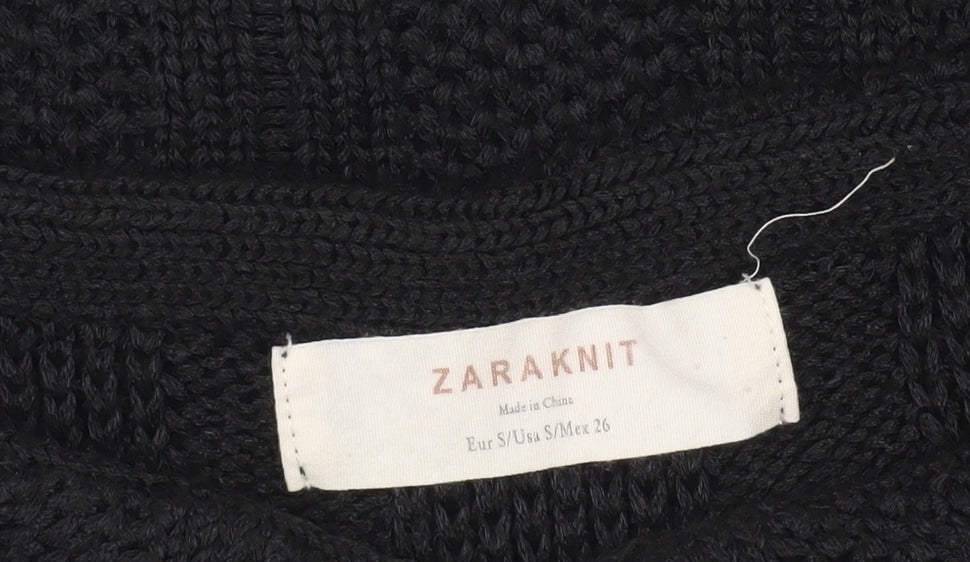 ZARAKNIT
Made in China
Eur S/Usa S/Mex 26